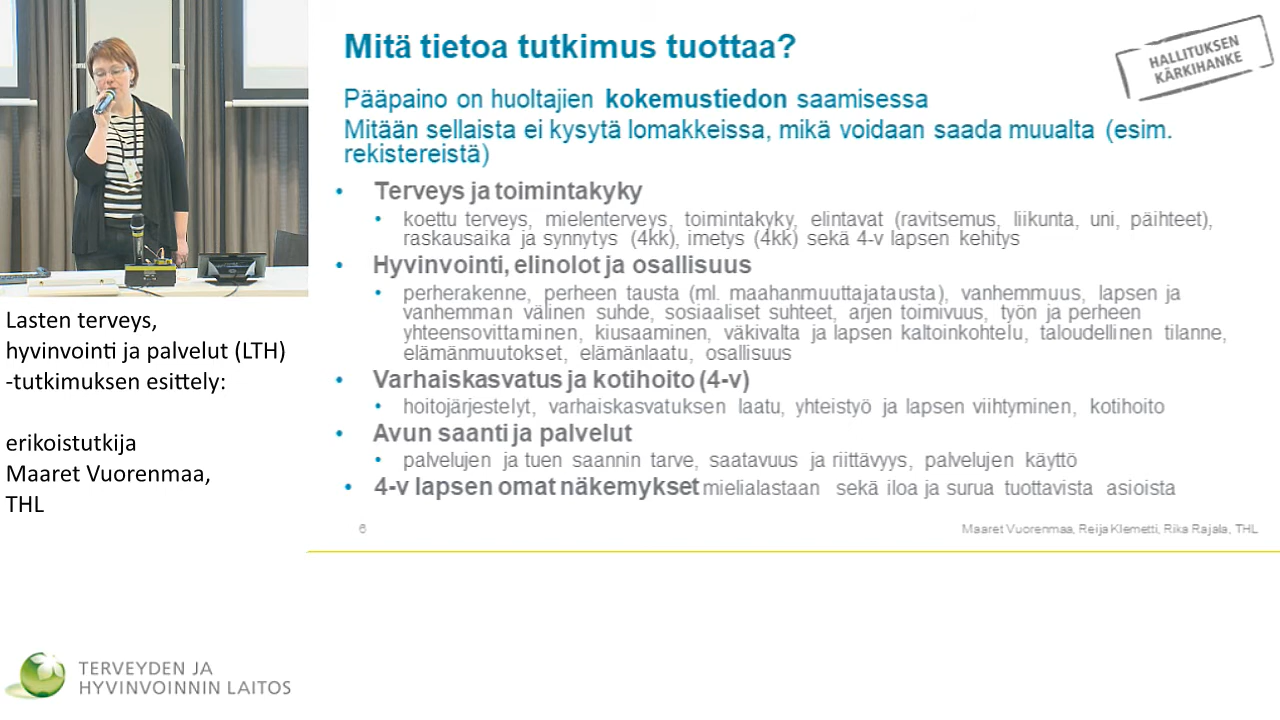 Mitä tietoa tutkimus tuottaa?
HALLITUKSEN
KÄRKIHANKE
Pääpaino on huoltajien kokemustiedon saamisessa
Mitään sellaista ei kysytä lomakkeissa, mikä voidaan saada muualta (esim.
rekistereistä)
• Terveys ja toimintakyky
• koettu terveys, mielenterveys, toimintakyky, elintavat (ravitsemus, liikunta, uni, päihteet),
raskausaika ja synnytys (4kk), imetys (4kk) sekä 4-v lapsen kehitys
• Hyvinvointi, elinolot ja osallisuus
• perherakenne, perheen tausta (ml. maahanmuuttajatausta), vanhemmuus, lapsen ja
vanhemman välinen suhde, sosiaaliset suhteet, arjen toimivuus, työn ja perheen
yhteensovittaminen, kiusaaminen, väkivalta ja lapsen kaltoinkohtelu, taloudellinen tilanne,
elämänmuutokset, elämänlaatu, osallisuus
• Varhaiskasvatus ja kotihoito (4-v)
• hoitojärjestelyt, varhaiskasvatuksen laatu, yhteistyö ja lapsen viihtyminen, kotihoito
• Avun saanti ja palvelut
• palvelujen ja tuen saannin tarve, saatavuus ja riittävyys, palvelujen käyttö
• 4-v lapsen omat näkemykset mielialastaan sekä iloa ja surua tuottavista asioista
6
Maaret Vuorenmaa, Reija Klemetti, Rika Rajala, THL
Lasten terveys,
hyvinvointi ja palvelut (LTH)
-tutkimuksen esittely:
erikoistutkija
Maaret Vuorenmaa,
THL
TERVEYDEN JA
HYVINVOINNIN LAITOS